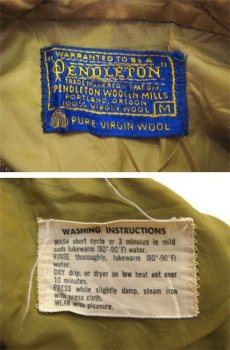 WARRANTED TO BE A
"PENDLETON"
TRADE MARK REG. PAT. OFF.
PENDLETON WOOLEN MILLS
PORTLAND, OREGON
100% VIRGIN WOOL
M
PURE VIRGIN WOOL
WASHING INSTRUCTIONS
WASH short cycle or 3 minutes in mild
suds lukewarm (80°-90°F) water.
RINSE thoroughly, lukewarm (80°-90°F)
water.
DRY drip, or dryer on low heat not over
10 minutes.
PRESS while slightly damp, steam iron
with press cloth.
WEAR with pleasure.